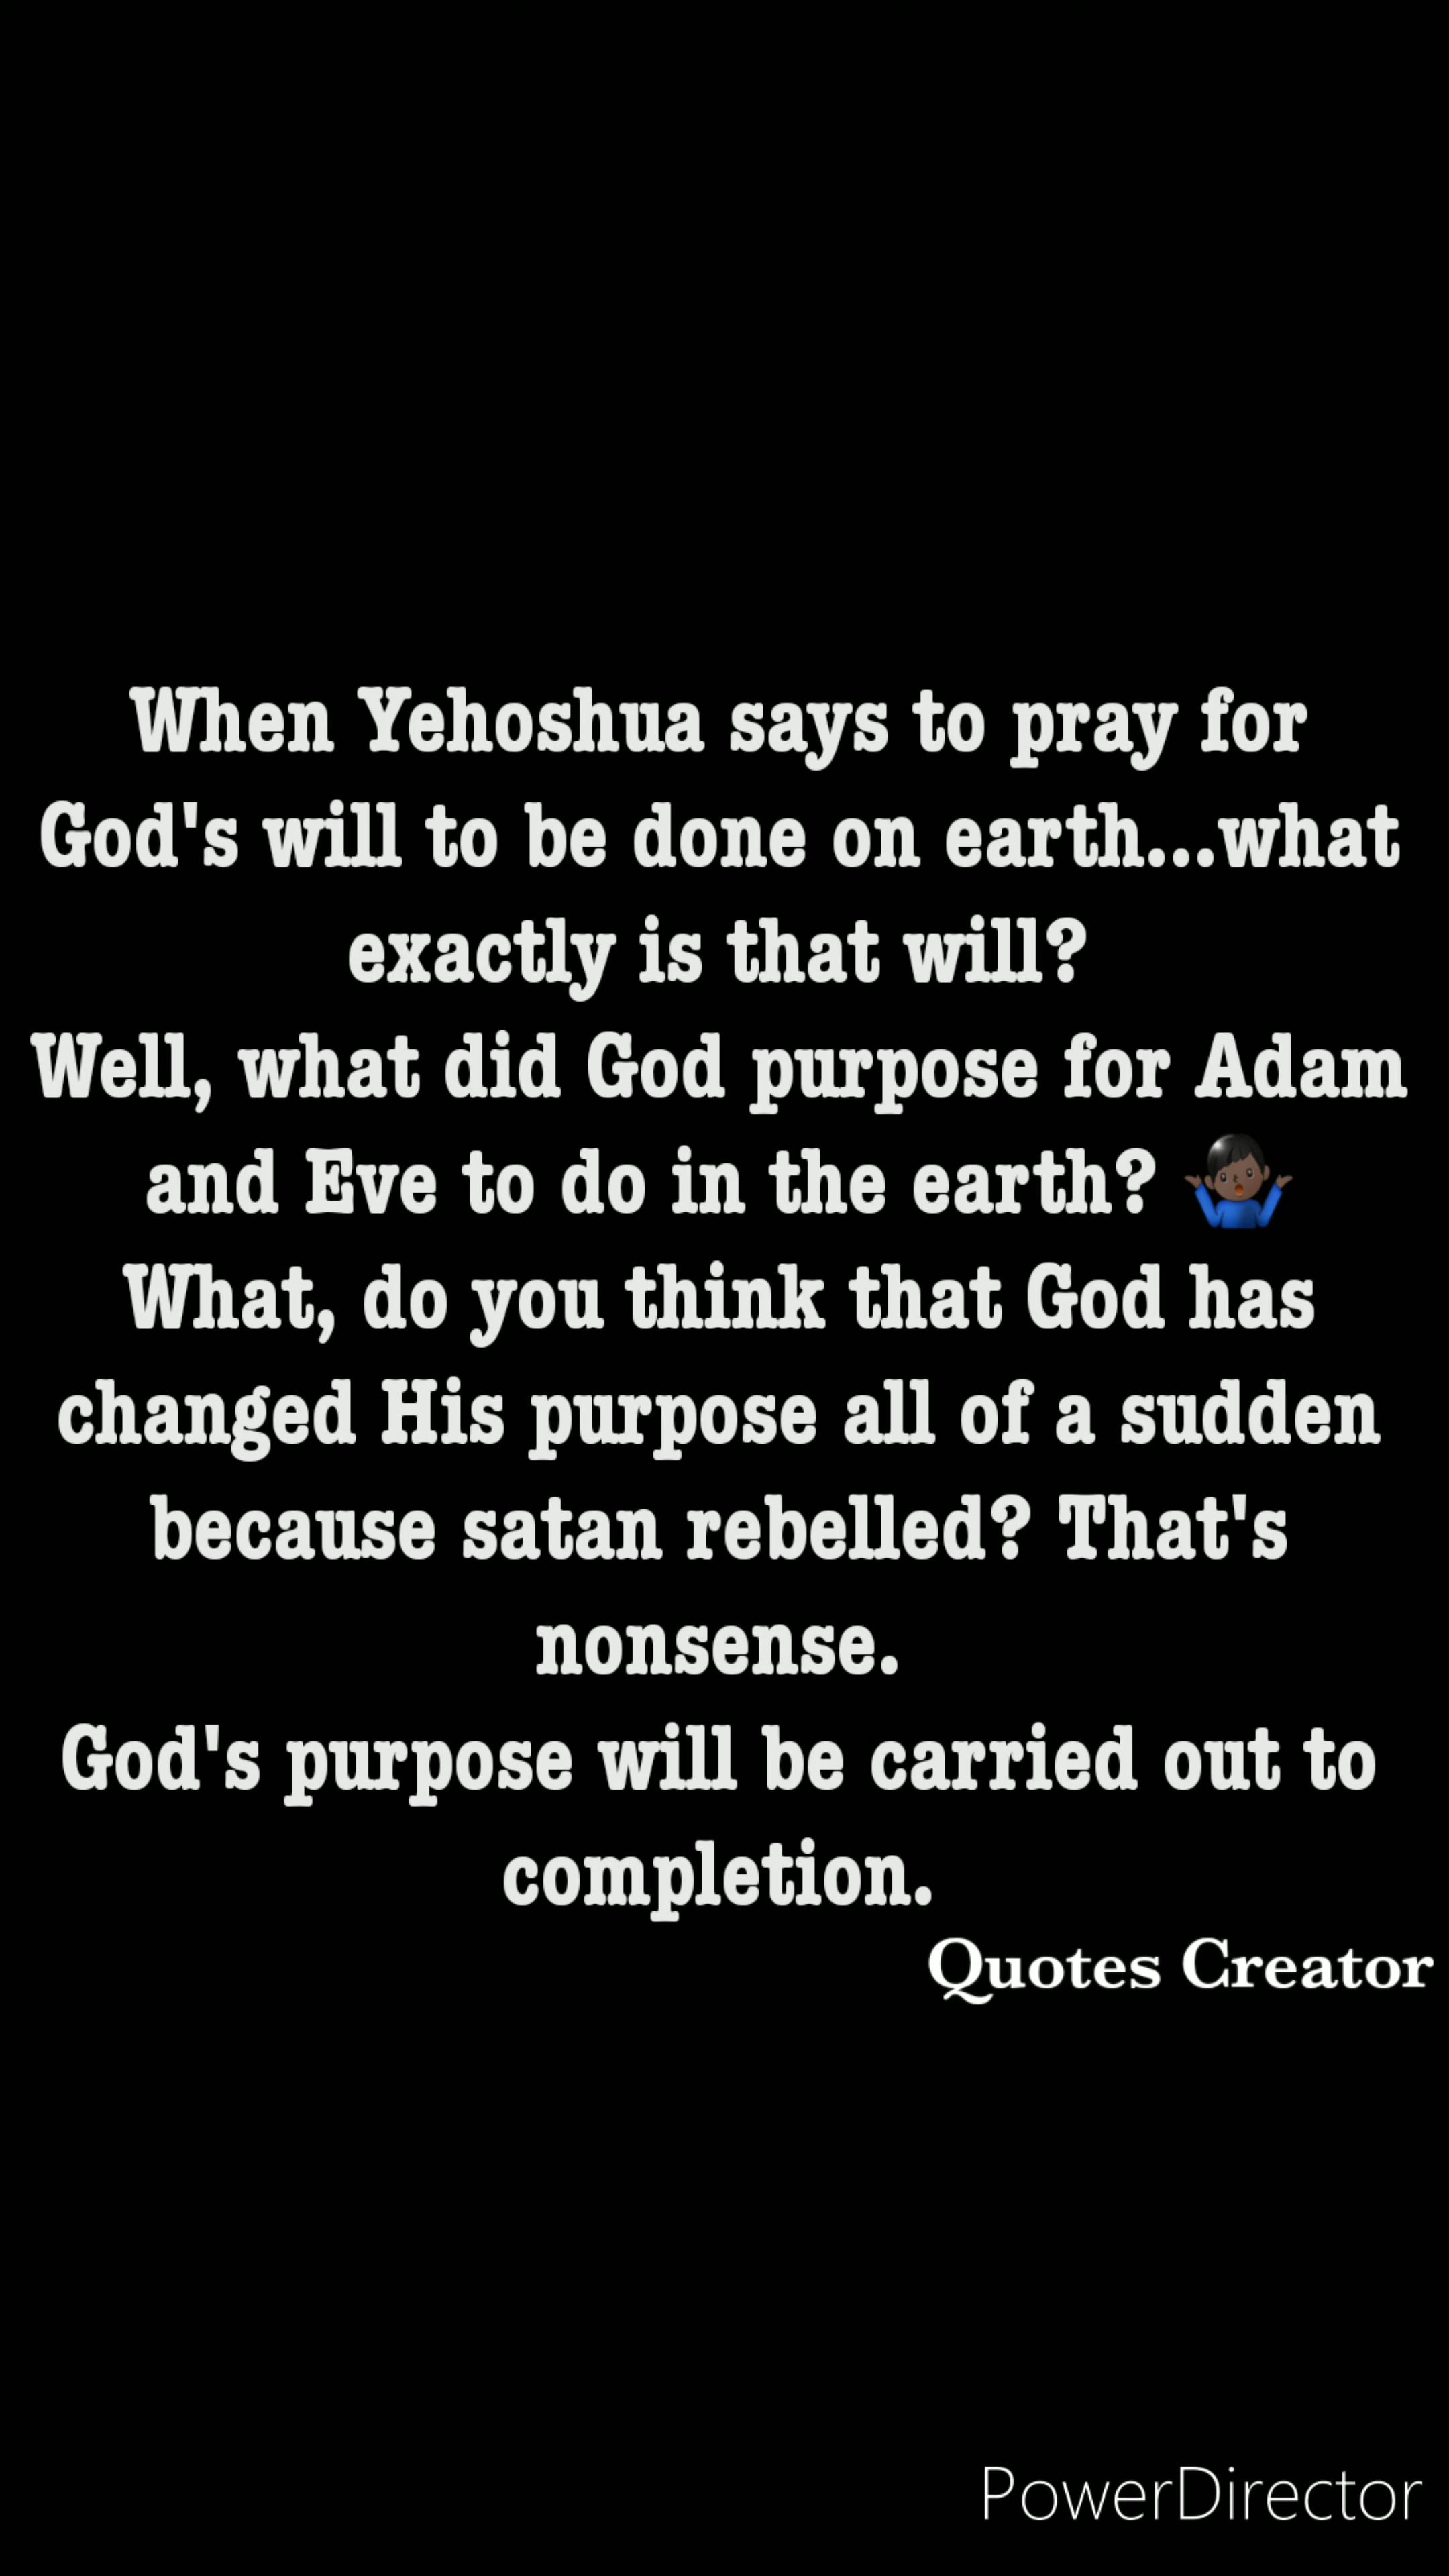 When Yehoshua says to pray for
God's will to be done on earth...what
exactly is that will?
Well, what did God purpose for Adam
and Eve to do in the earth? 🤷🏿‍♂️
What, do you think that God has
changed His purpose all of a sudden
because satan rebelled? That's
nonsense.
God's purpose will be carried out to
completion.
Quotes Creator
PowerDirector